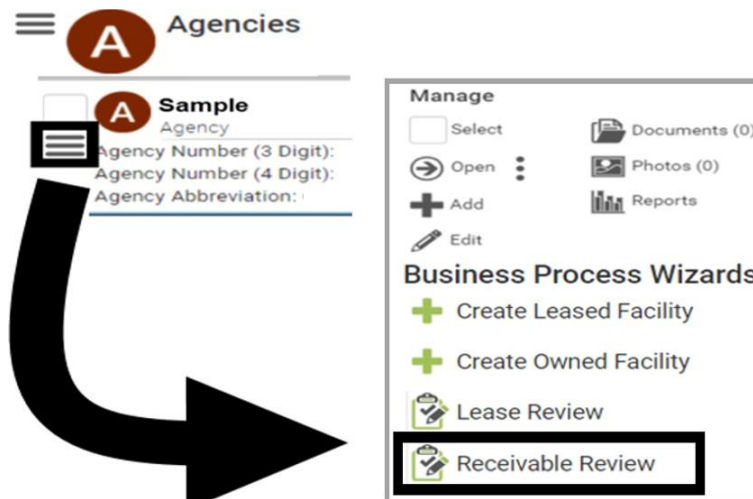 A Agencies
A Sample
Agency
Agency Number (3 Digit):
Agency Number (4 Digit):
Agency Abbreviation:
Manage
Select
Documents (0)
Open
Photos (0)
Add
Reports
Edit
Business Process Wizards
Create Leased Facility
Create Owned Facility
Lease Review
Receivable Review